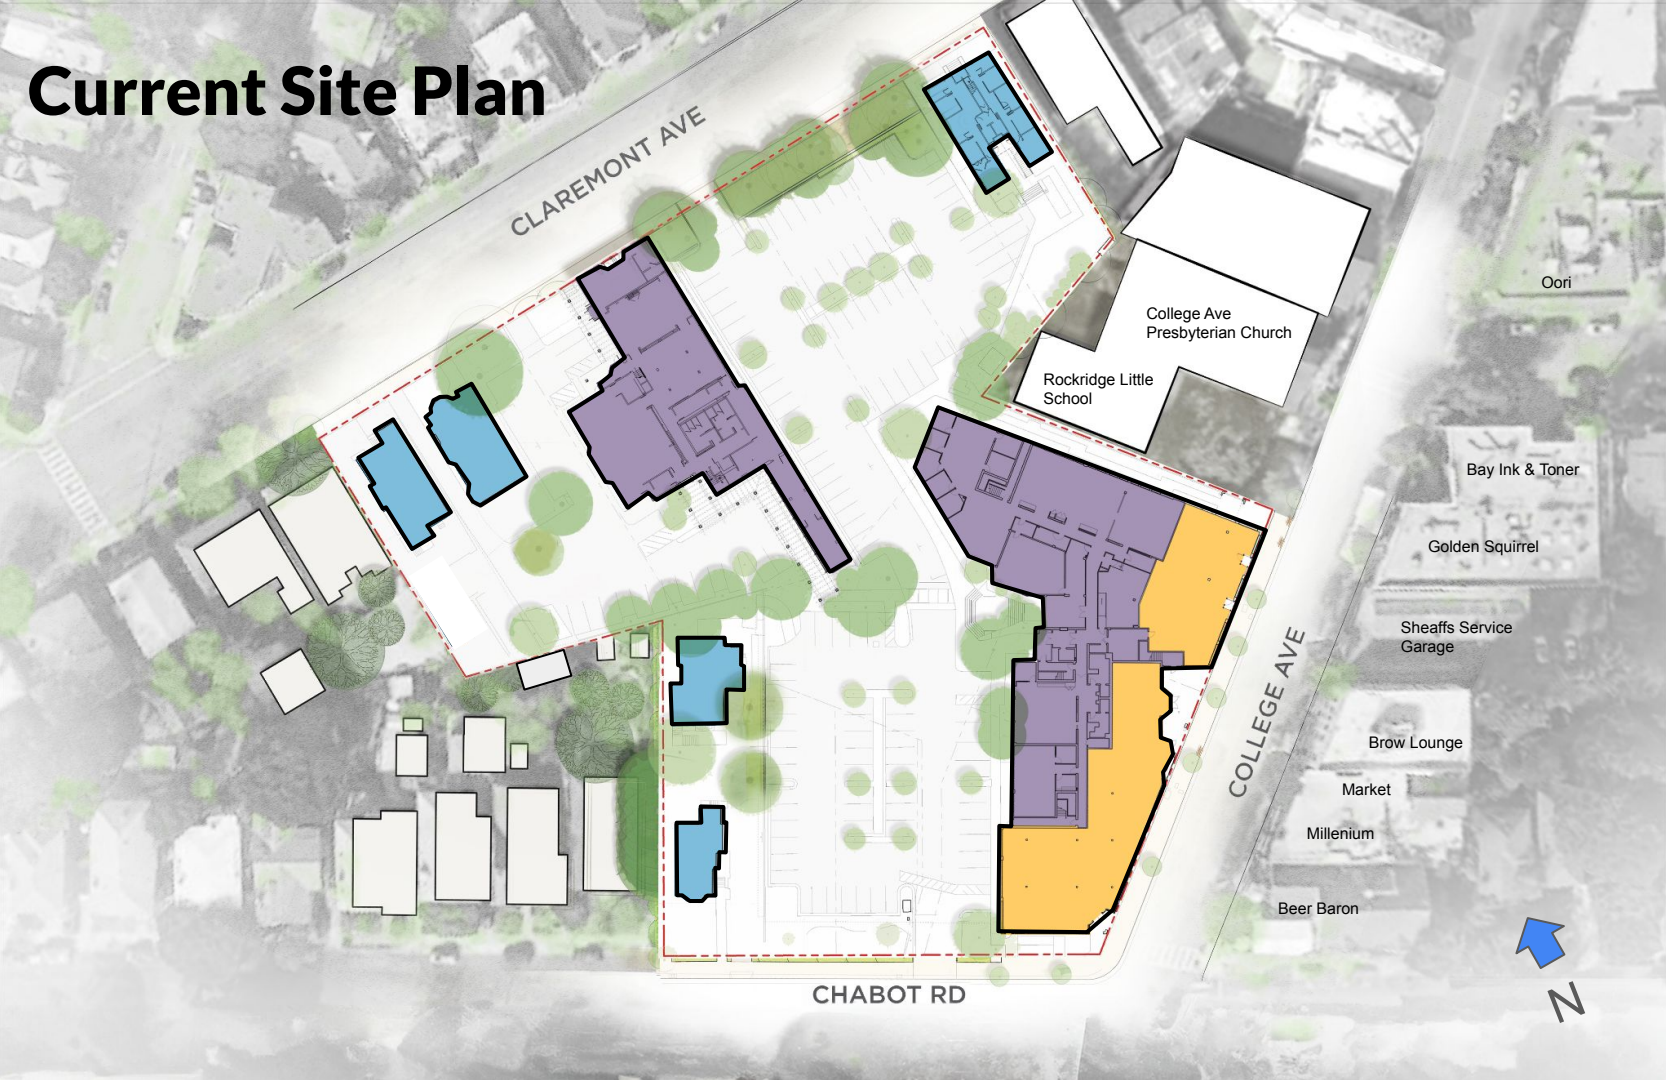 Current Site Plan
CLAREMONT AVE
Oori
College Ave
Presbyterian Church
Rockridge Little
School
Bay Ink & Toner
Golden Squirrel
Sheaffs Service
Garage
COLLEGE AVE
Brow Lounge
Market
Millenium
Beer Baron
CHABOT RD
N